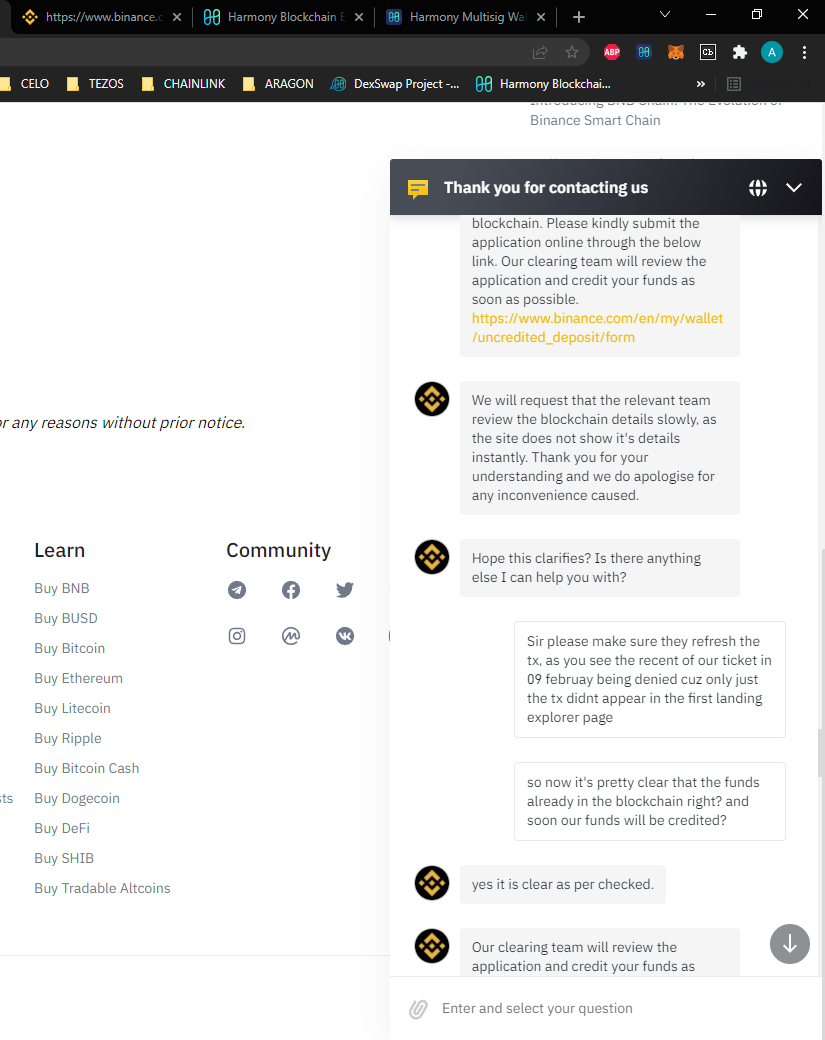 https://www.binance.c
Harmony Blockchain E
Harmony Multisig Wal
ABP
Cb
A
CELO
TEZOS
CHAINLINK
ARAGON
DexSwap Project -...
Harmony Blockchai...
»
Introducing BNB Chain: The Evolution of
Binance Smart Chain
or any reasons without prior notice.
Learn
Buy BNB
Buy BUSD
Buy Bitcoin
Buy Ethereum
Buy Litecoin
Buy Ripple
Buy Bitcoin Cash
Buy Dogecoin
Buy DeFi
Buy SHIB
Buy Tradable Altcoins
Community
Thank you for contacting us
blockchain. Please kindly submit the
application online through the below
link. Our clearing team will review the
application and credit your funds as
soon as possible.
https://www.binance.com/en/my/wallet
/uncredited_deposit/form
We will request that the relevant team
review the blockchain details slowly, as
the site does not show it's details
instantly. Thank you for your
understanding and we do apologise for
any inconvenience caused.
Hope this clarifies? Is there anything
else I can help you with?
Sir please make sure they refresh the
tx, as you see the recent of our ticket in
09 februay being denied cuz only just
the tx didnt appear in the first landing
explorer page
so now it's pretty clear that the funds
already in the blockchain right? and
soon our funds will be credited?
yes it is clear as per checked.
Our clearing team will review the
application and credit your funds as
Enter and select your question